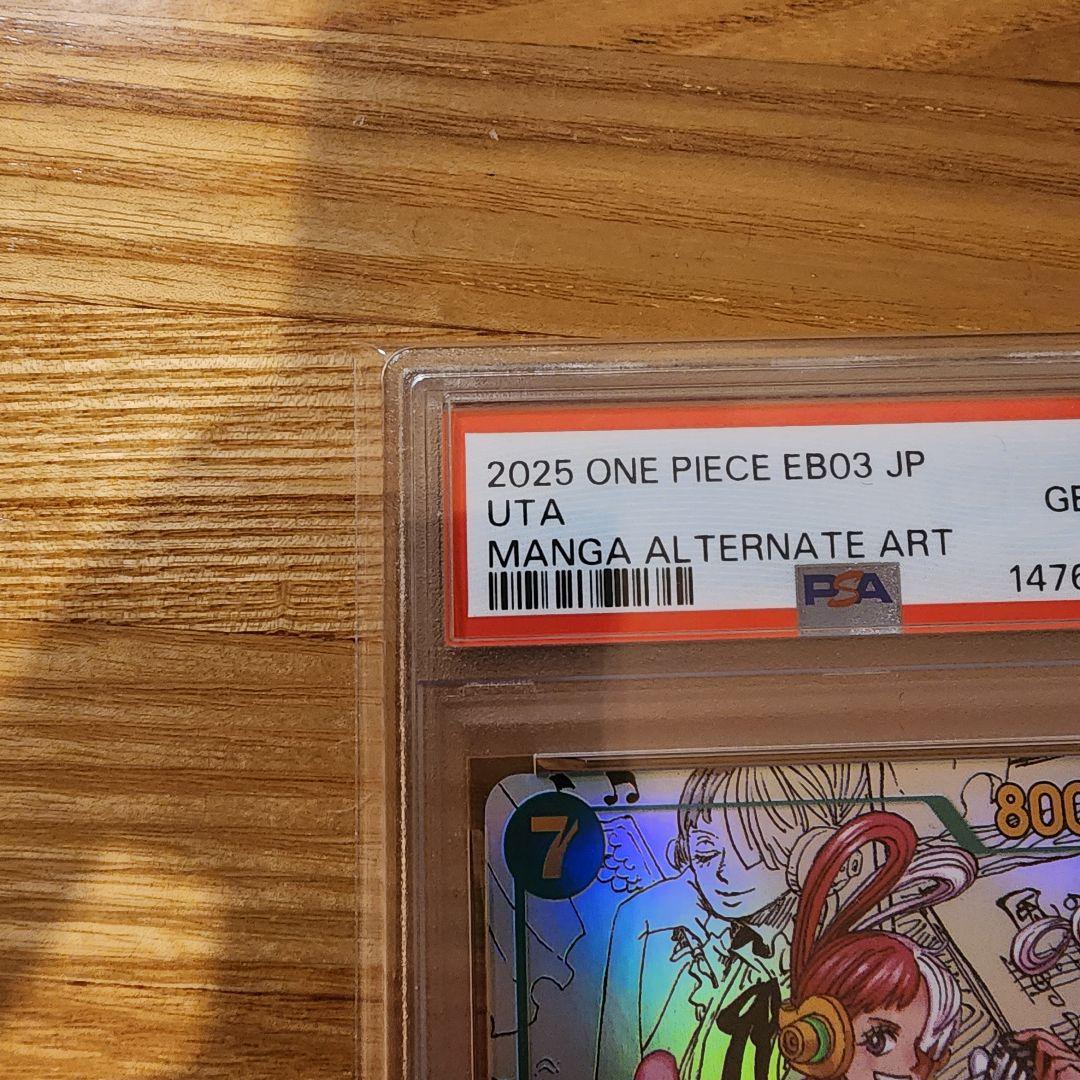 2025 ONE PIECE EB03 JP
UTA
MANGA ALTERNATE ART
PSA
7